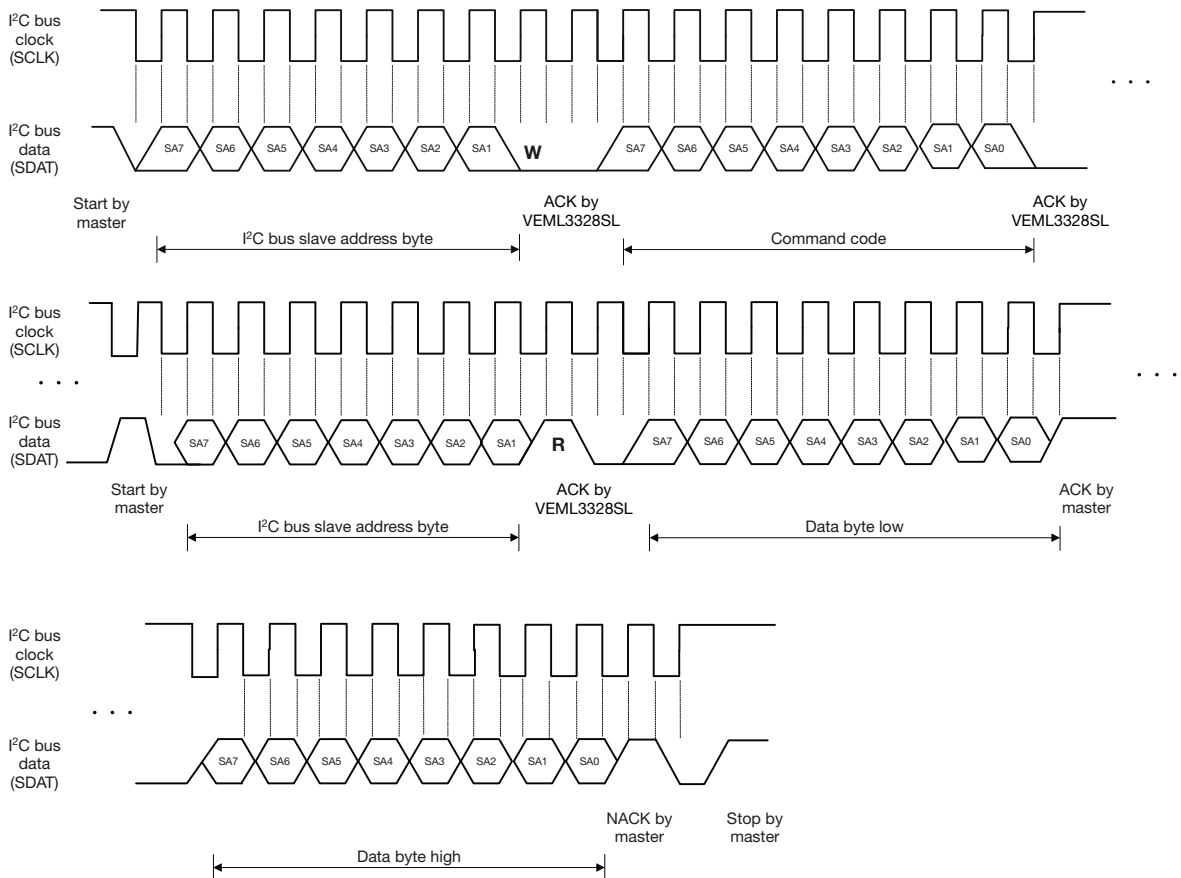 I²C bus
clock
(SCLK)
. . .
I²C bus
data
(SDAT)
SA7 SA6 SA5 SA4 SA3 SA2 SA1 W SA7 SA6 SA5 SA4 SA3 SA2 SA1 SA0
Start by
master
ACK by
VEML3328SL
ACK by
VEML3328SL
I²C bus slave address byte
Command code
I²C bus
clock
(SCLK)
. . .
. . .
I²C bus
data
(SDAT)
SA7 SA6 SA5 SA4 SA3 SA2 SA1 R SA7 SA6 SA5 SA4 SA3 SA2 SA1 SA0
Start by
master
ACK by
VEML3328SL
ACK by
master
I²C bus slave address byte
Data byte low
I²C bus
clock
(SCLK)
. . .
I²C bus
data
(SDAT)
SA7 SA6 SA5 SA4 SA3 SA2 SA1 SA0
NACK by
master
Stop by
master
Data byte high